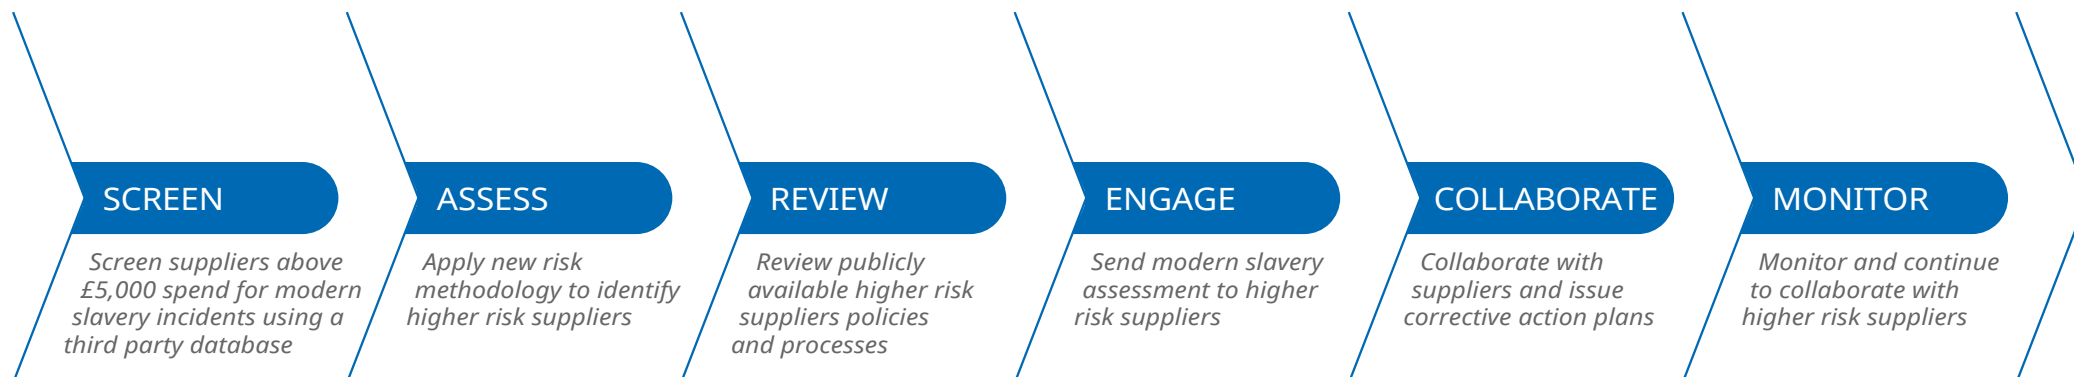 SCREEN
Screen suppliers above
£5,000 spend for modern
slavery incidents using a
third party database
ASSESS
Apply new risk
methodology to identify
higher risk suppliers
REVIEW
Review publicly
available higher risk
suppliers policies
and processes
ENGAGE
Send modern slavery
assessment to higher
risk suppliers
COLLABORATE
Collaborate with
suppliers and issue
corrective action plans
MONITOR
Monitor and continue
to collaborate with
higher risk suppliers